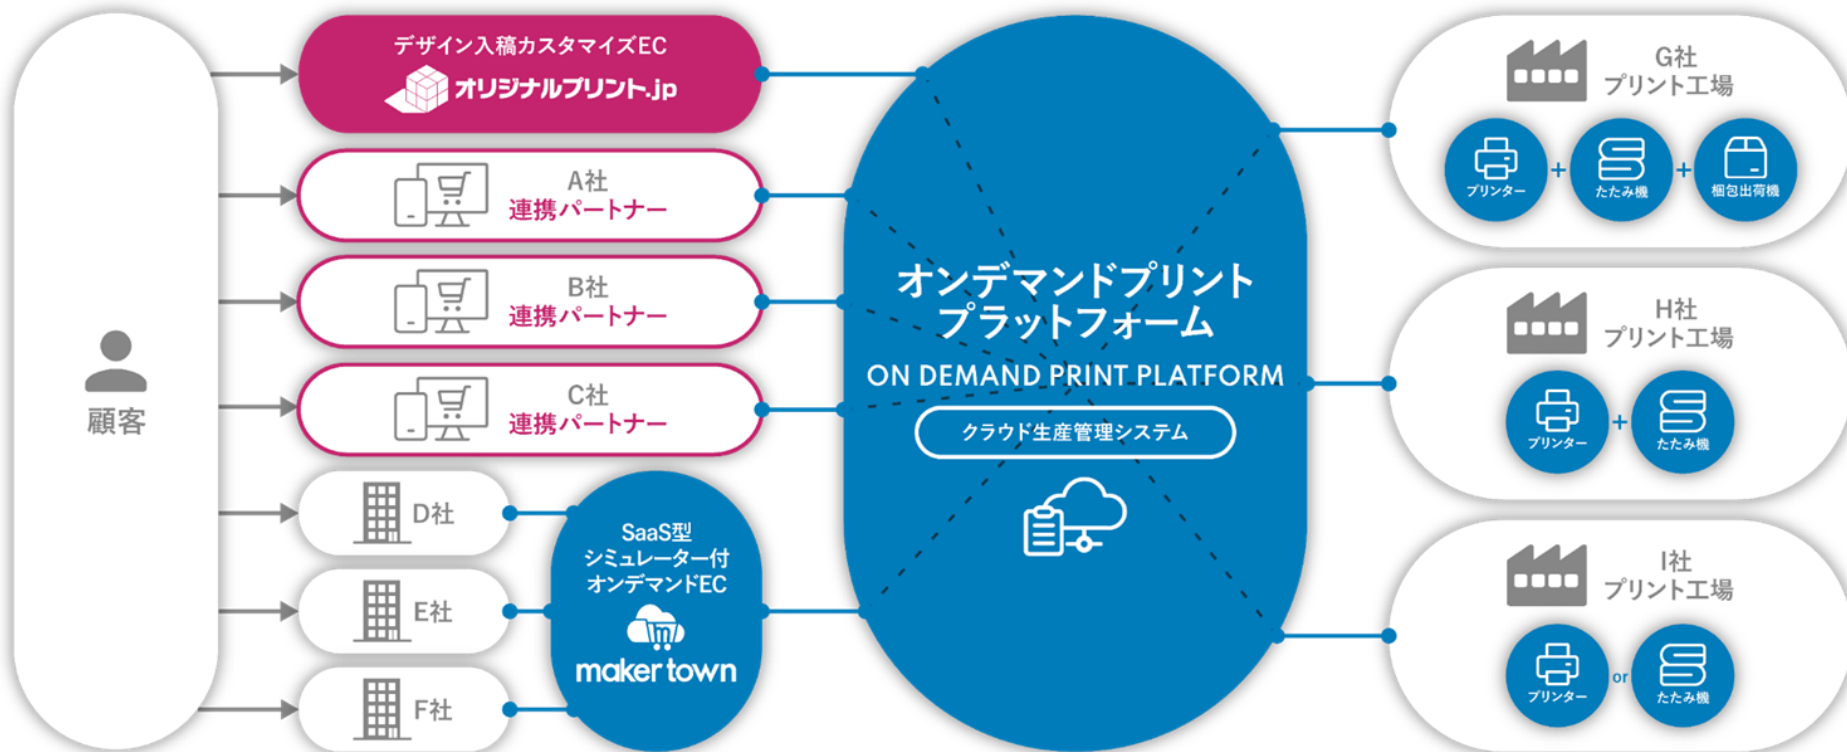 顧客
デザイン入稿カスタマイズEC
オリジナルプリント.jp
A社
連携パートナー
B社
連携パートナー
C社
連携パートナー
D社
E社
F社
SaaS型
シミュレーター付
オンデマンドEC
m
maker town
オンデマンドプリント
プラットフォーム
ON DEMAND PRINT PLATFORM
クラウド生産管理システム
G社
プリント工場
プリンター + たたみ機 + 梱包出荷機
H社
プリント工場
プリンター + たたみ機
I社
プリント工場
プリンター or たたみ機